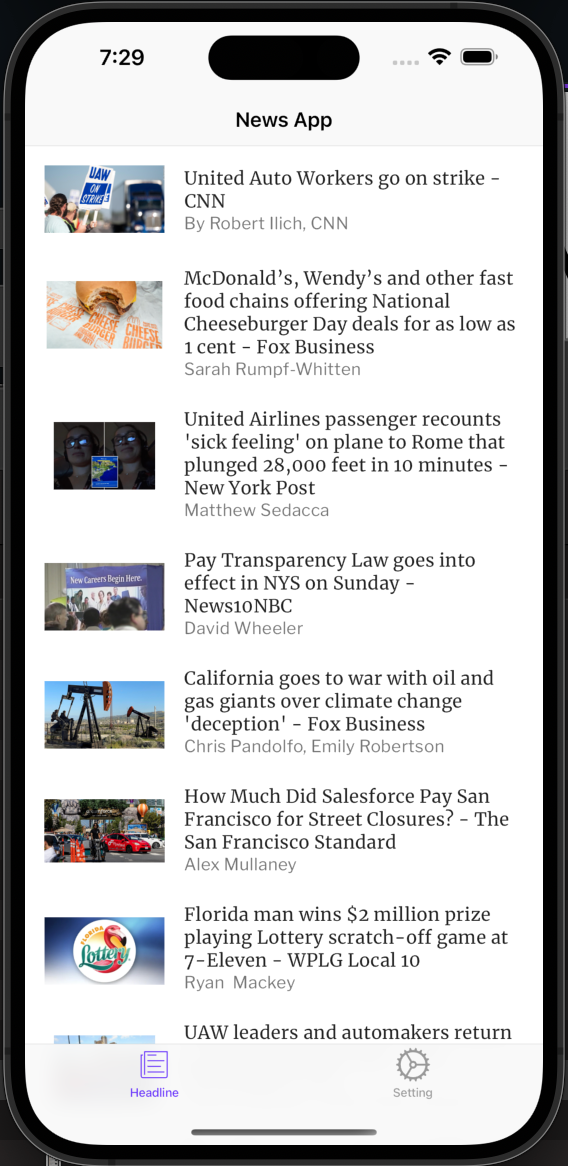 7:29
News App
UAW
ON
STRIKE
United Auto Workers go on strike -
CNN
By Robert Ilich, CNN
McDonald’s, Wendy’s and other fast
food chains offering National
Cheeseburger Day deals for as low as
1 cent - Fox Business
Sarah Rumpf-Whitten
CHEESE
BURGER
CHEESE
BURGER
United Airlines passenger recounts
'sick feeling' on plane to Rome that
plunged 28,000 feet in 10 minutes -
New York Post
Matthew Sedacca
New Careers Begin Here.
Pay Transparency Law goes into
effect in NYS on Sunday -
News10NBC
David Wheeler
California goes to war with oil and
gas giants over climate change
'deception' - Fox Business
Chris Pandolfo, Emily Robertson
How Much Did Salesforce Pay San
Francisco for Street Closures? - The
San Francisco Standard
Alex Mullaney
FLORIDA
Lottery
Florida man wins $2 million prize
playing Lottery scratch-off game at
7-Eleven - WPLG Local 10
Ryan Mackey
UAW leaders and automakers return
Headline
Setting